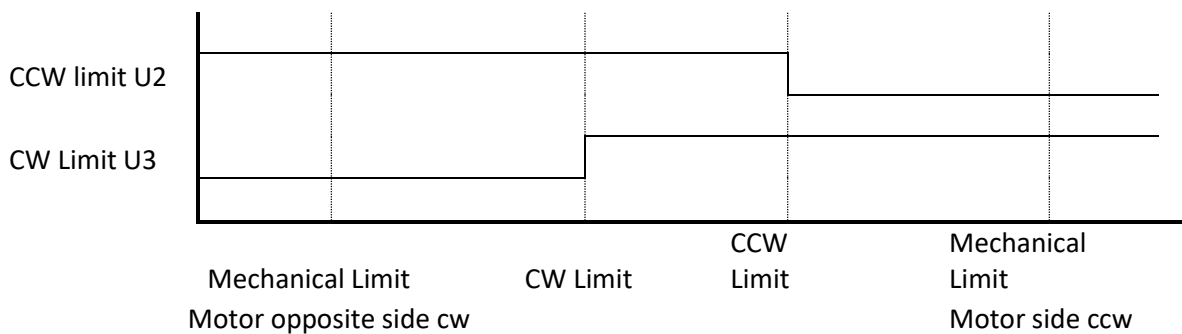 CCW limit U2
CW Limit U3
CCW Mechanical
Mechanical Limit CW Limit Limit Limit
Motor opposite side cw Motor side ccw